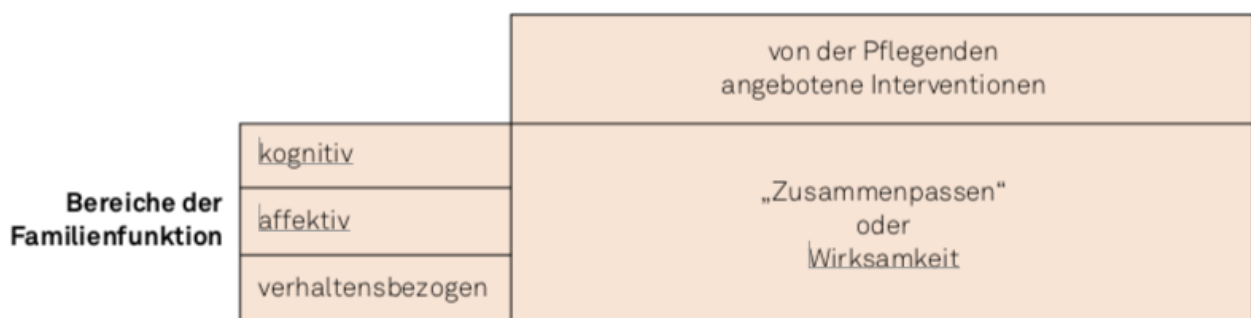 von der Pflegenden
angebotene Interventionen
Bereiche der
Familienfunktion
kognitiv
affektiv
verhaltensbezogen
„Zusammenpassen“
oder
Wirksamkeit